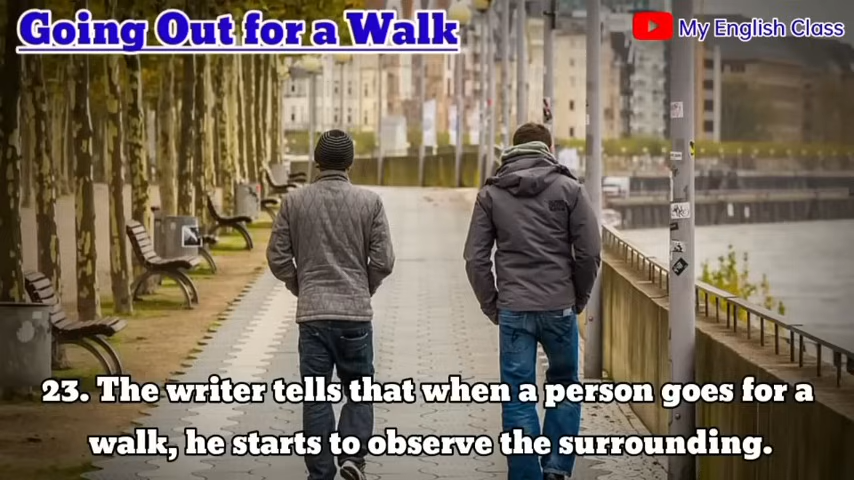 Going Out for a Walk
My English Class
23. The writer tells that when a person goes for a
walk, he starts to observe the surrounding.